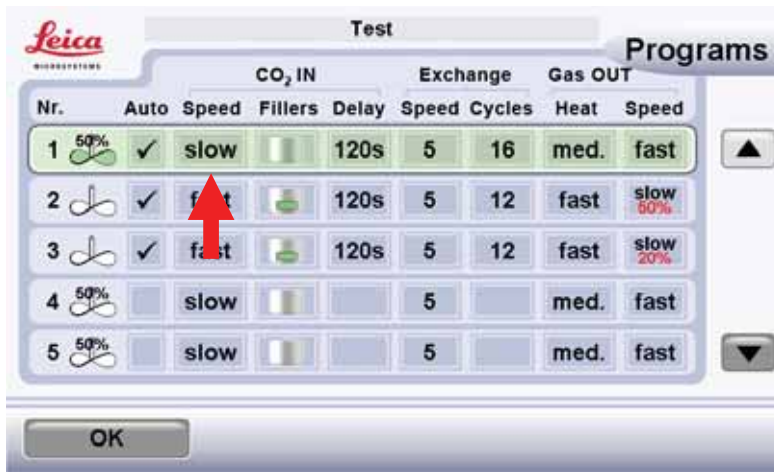 Leica
MICROSYSTEMS
Test
Programs
CO₂ IN Exchange Gas OUT
Nr. Auto Speed Fillers Delay Speed Cycles Heat Speed
1 50% ✓ slow 120s 5 16 med. fast
2 ✓ 120s 5 12 fast slow 50%
3 ✓ fast 120s 5 12 fast slow 20%
4 50% slow 5 med. fast
5 50% slow 5 med. fast
OK